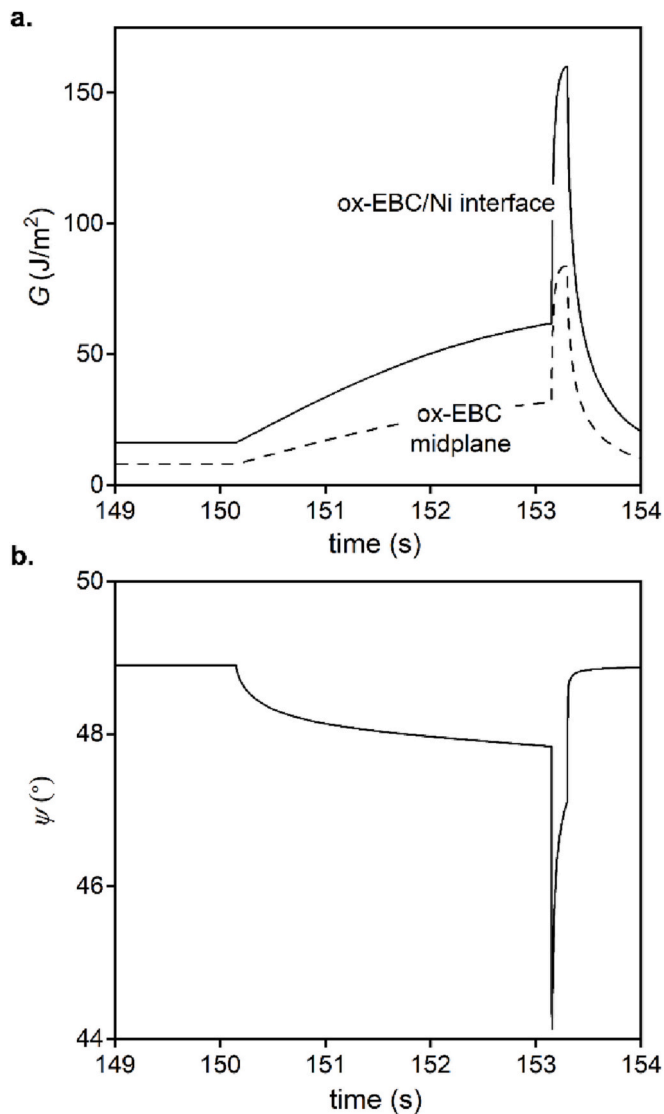 a.
150
100
50
0
G (J/m²)
ox-EBC/Ni interface
ox-EBC
midplane
149 150 151 152 153 154
time (s)
b.
50
48
46
44
ψ (°)
149 150 151 152 153 154
time (s)